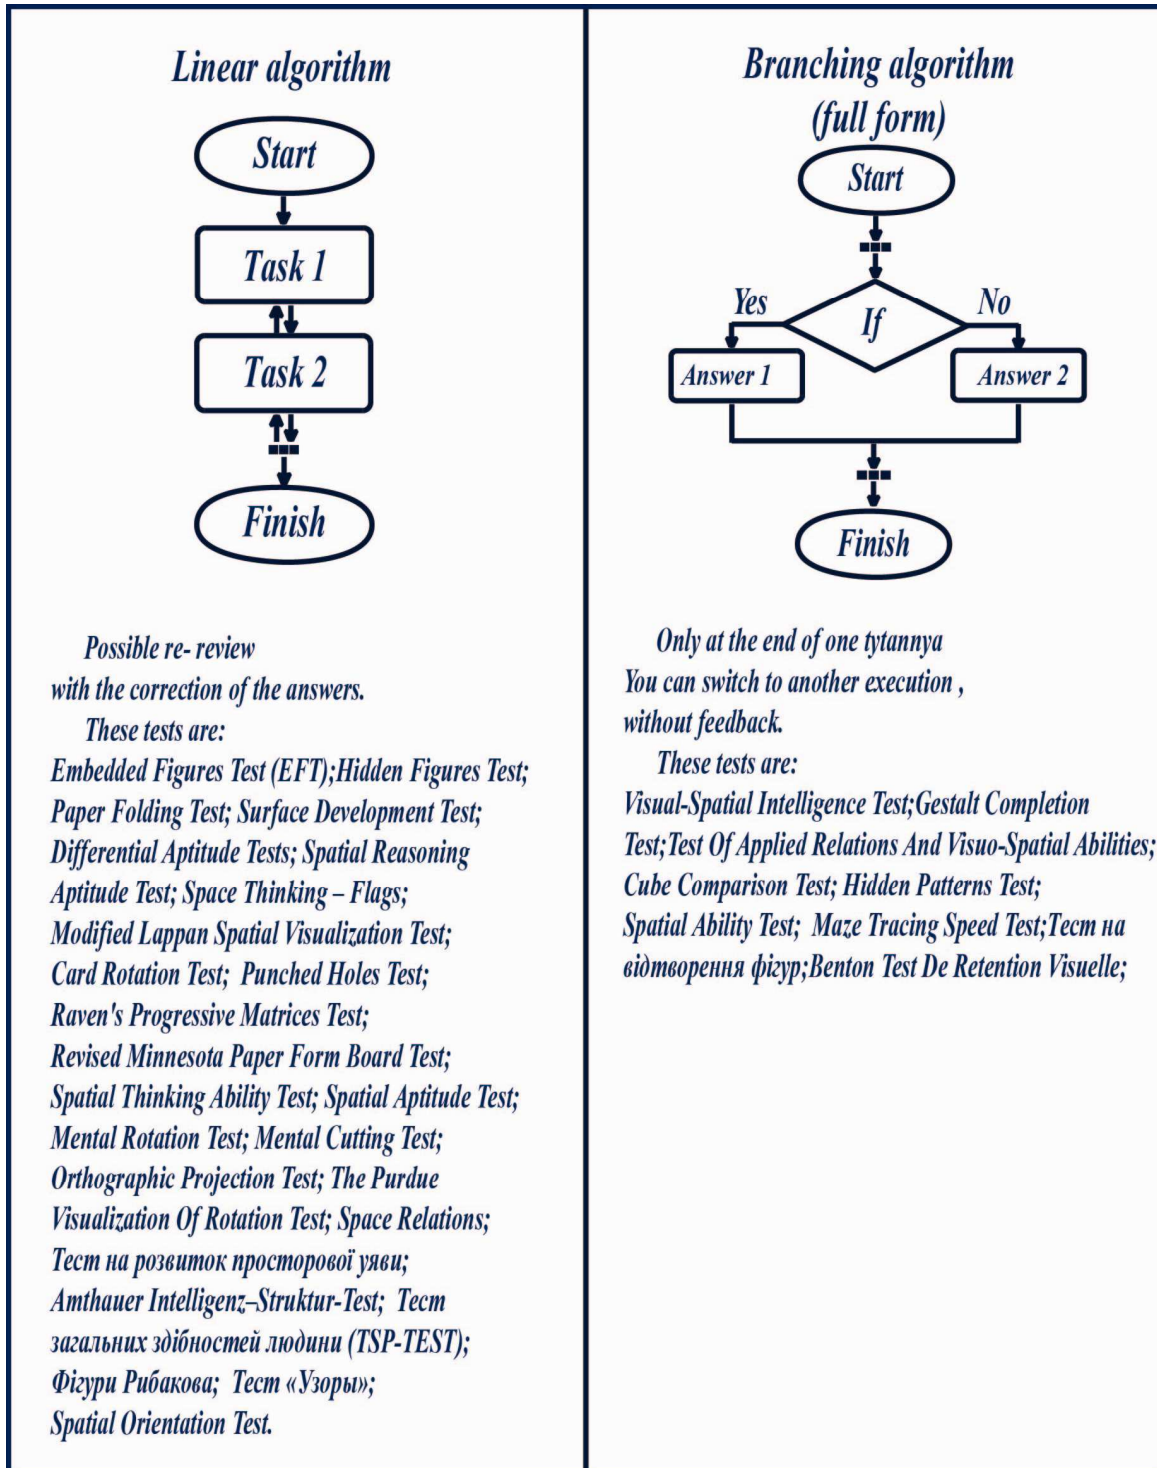 Linear algorithm
Start
Task 1
Task 2
Finish
Possible re- review
with the correction of the answers.
These tests are:
Embedded Figures Test (EFT);Hidden Figures Test;
Paper Folding Test; Surface Development Test;
Differential Aptitude Tests; Spatial Reasoning
Aptitude Test; Space Thinking – Flags;
Modified Lappan Spatial Visualization Test;
Card Rotation Test; Punched Holes Test;
Raven's Progressive Matrices Test;
Revised Minnesota Paper Form Board Test;
Spatial Thinking Ability Test; Spatial Aptitude Test;
Mental Rotation Test; Mental Cutting Test;
Orthographic Projection Test; The Purdue
Visualization Of Rotation Test; Space Relations;
Тест на розвиток просторової уяви;
Amthauer Intelligenz–Struktur-Test; Тест
загальних здібностей людини (TSP-TEST);
Фігури Рибакова; Тест «Узоры»;
Spatial Orientation Test.
Branching algorithm
(full form)
Start
Yes
If
No
Answer 1
Answer 2
Finish
Only at the end of one tytannya
You can switch to another execution ,
without feedback.
These tests are:
Visual-Spatial Intelligence Test;Gestalt Completion
Test;Test Of Applied Relations And Visuo-Spatial Abilities;
Cube Comparison Test; Hidden Patterns Test;
Spatial Ability Test; Maze Tracing Speed Test;Тест на
відтворення фігур;Benton Test De Retention Visuelle;